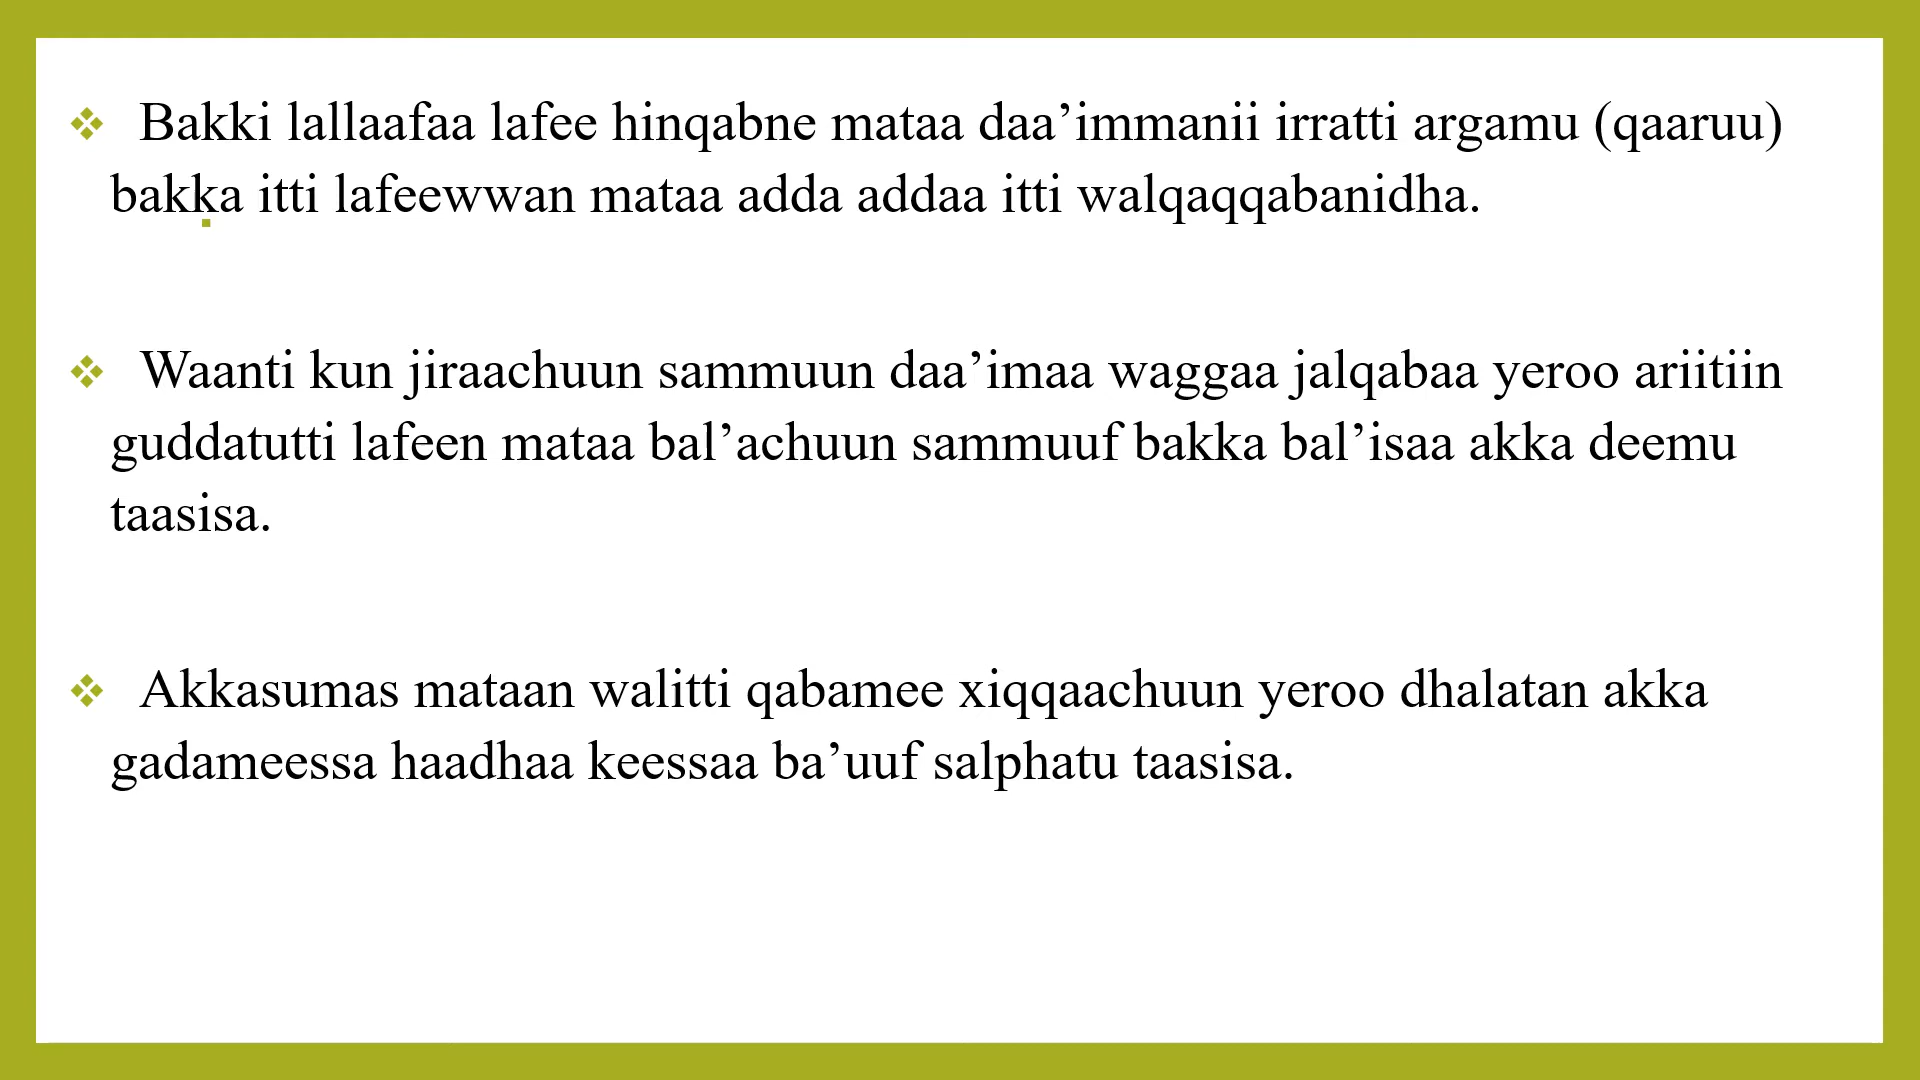 Bakki lallaafaa lafee hinqabne mataa daa’immanii irratti argamu (qaaruu)
bakka itti lafeewwan mataa adda addaa itti walqaqqabanidha.
Waanti kun jiraachuun sammuun daa’imaa waggaa jalqabaa yeroo ariitiin
guddatutti lafeen mataa bal’achuun sammuuf bakka bal’isaa akka deemu
taasisa.
Akkasumas mataan walitti qabamee xiqqaachuun yeroo dhalatan akka
gadameessa haadhaa keessaa ba’uuf salphatu taasisa.